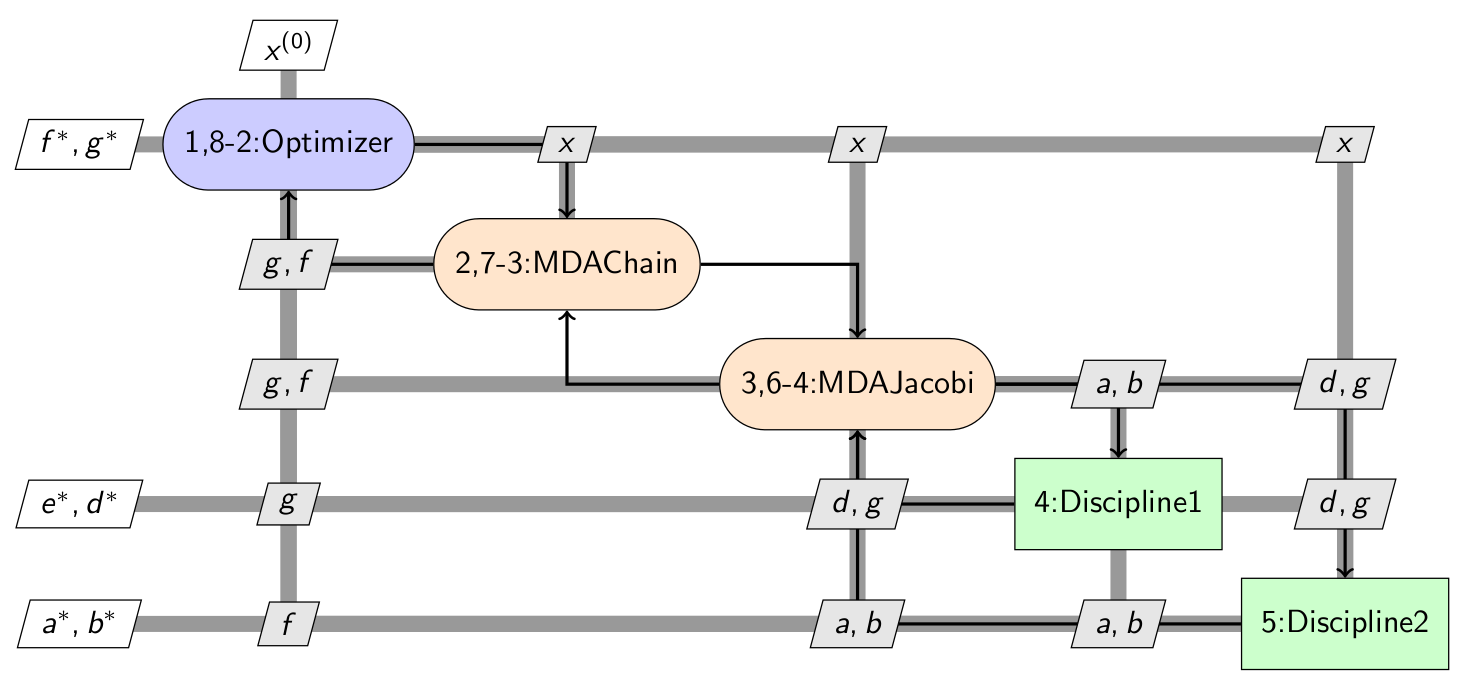 x⁽⁰⁾
f*, g* 1,8-2:Optimizer x x x
g, f 2,7-3:MDAChain
g, f 3,6-4:MDAJacobi a, b d, g
e*, d* g d, g 4:Discipline1 d, g
a*, b* f a, b a, b 5:Discipline2